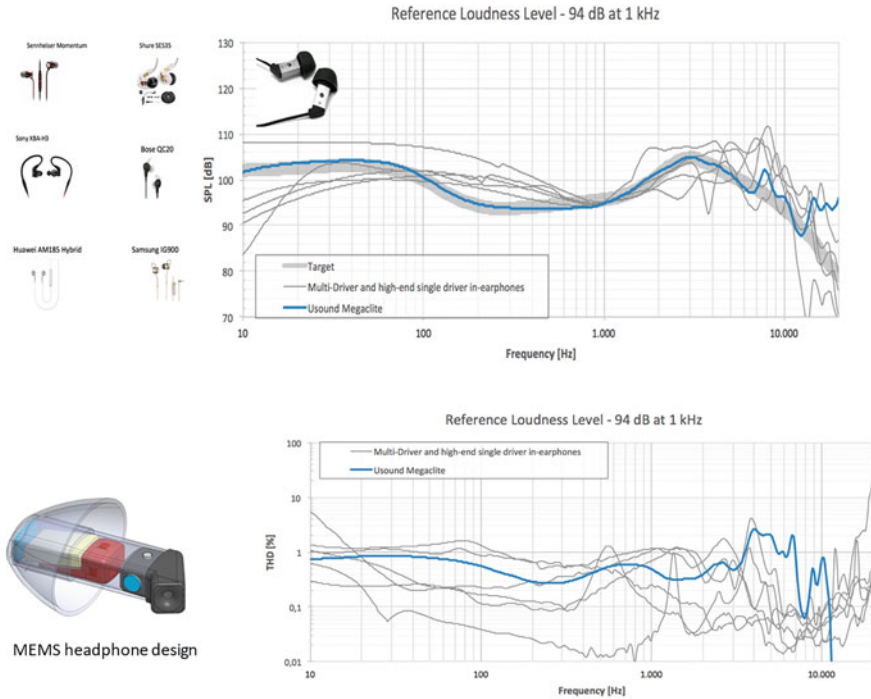 Reference Loudness Level - 94 dB at 1 kHz
Sennheiser Momentum
Shure SE535
Sony XBA-H3
Bose QC20
Huawei AM185 Hybrid
Samsung IG900
SPL [dB]
130
120
110
100
90
80
70
Target
Multi-Driver and high-end single driver in-earphones
Usound Megaclite
10
100
1.000
10.000
Frequency [Hz]
Reference Loudness Level - 94 dB at 1 kHz
THD [%]
100
10
1
0,1
0,01
Multi-Driver and high-end single driver in-earphones
Usound Megaclite
10
100
1.000
10.000
Frequency [Hz]
MEMS headphone design